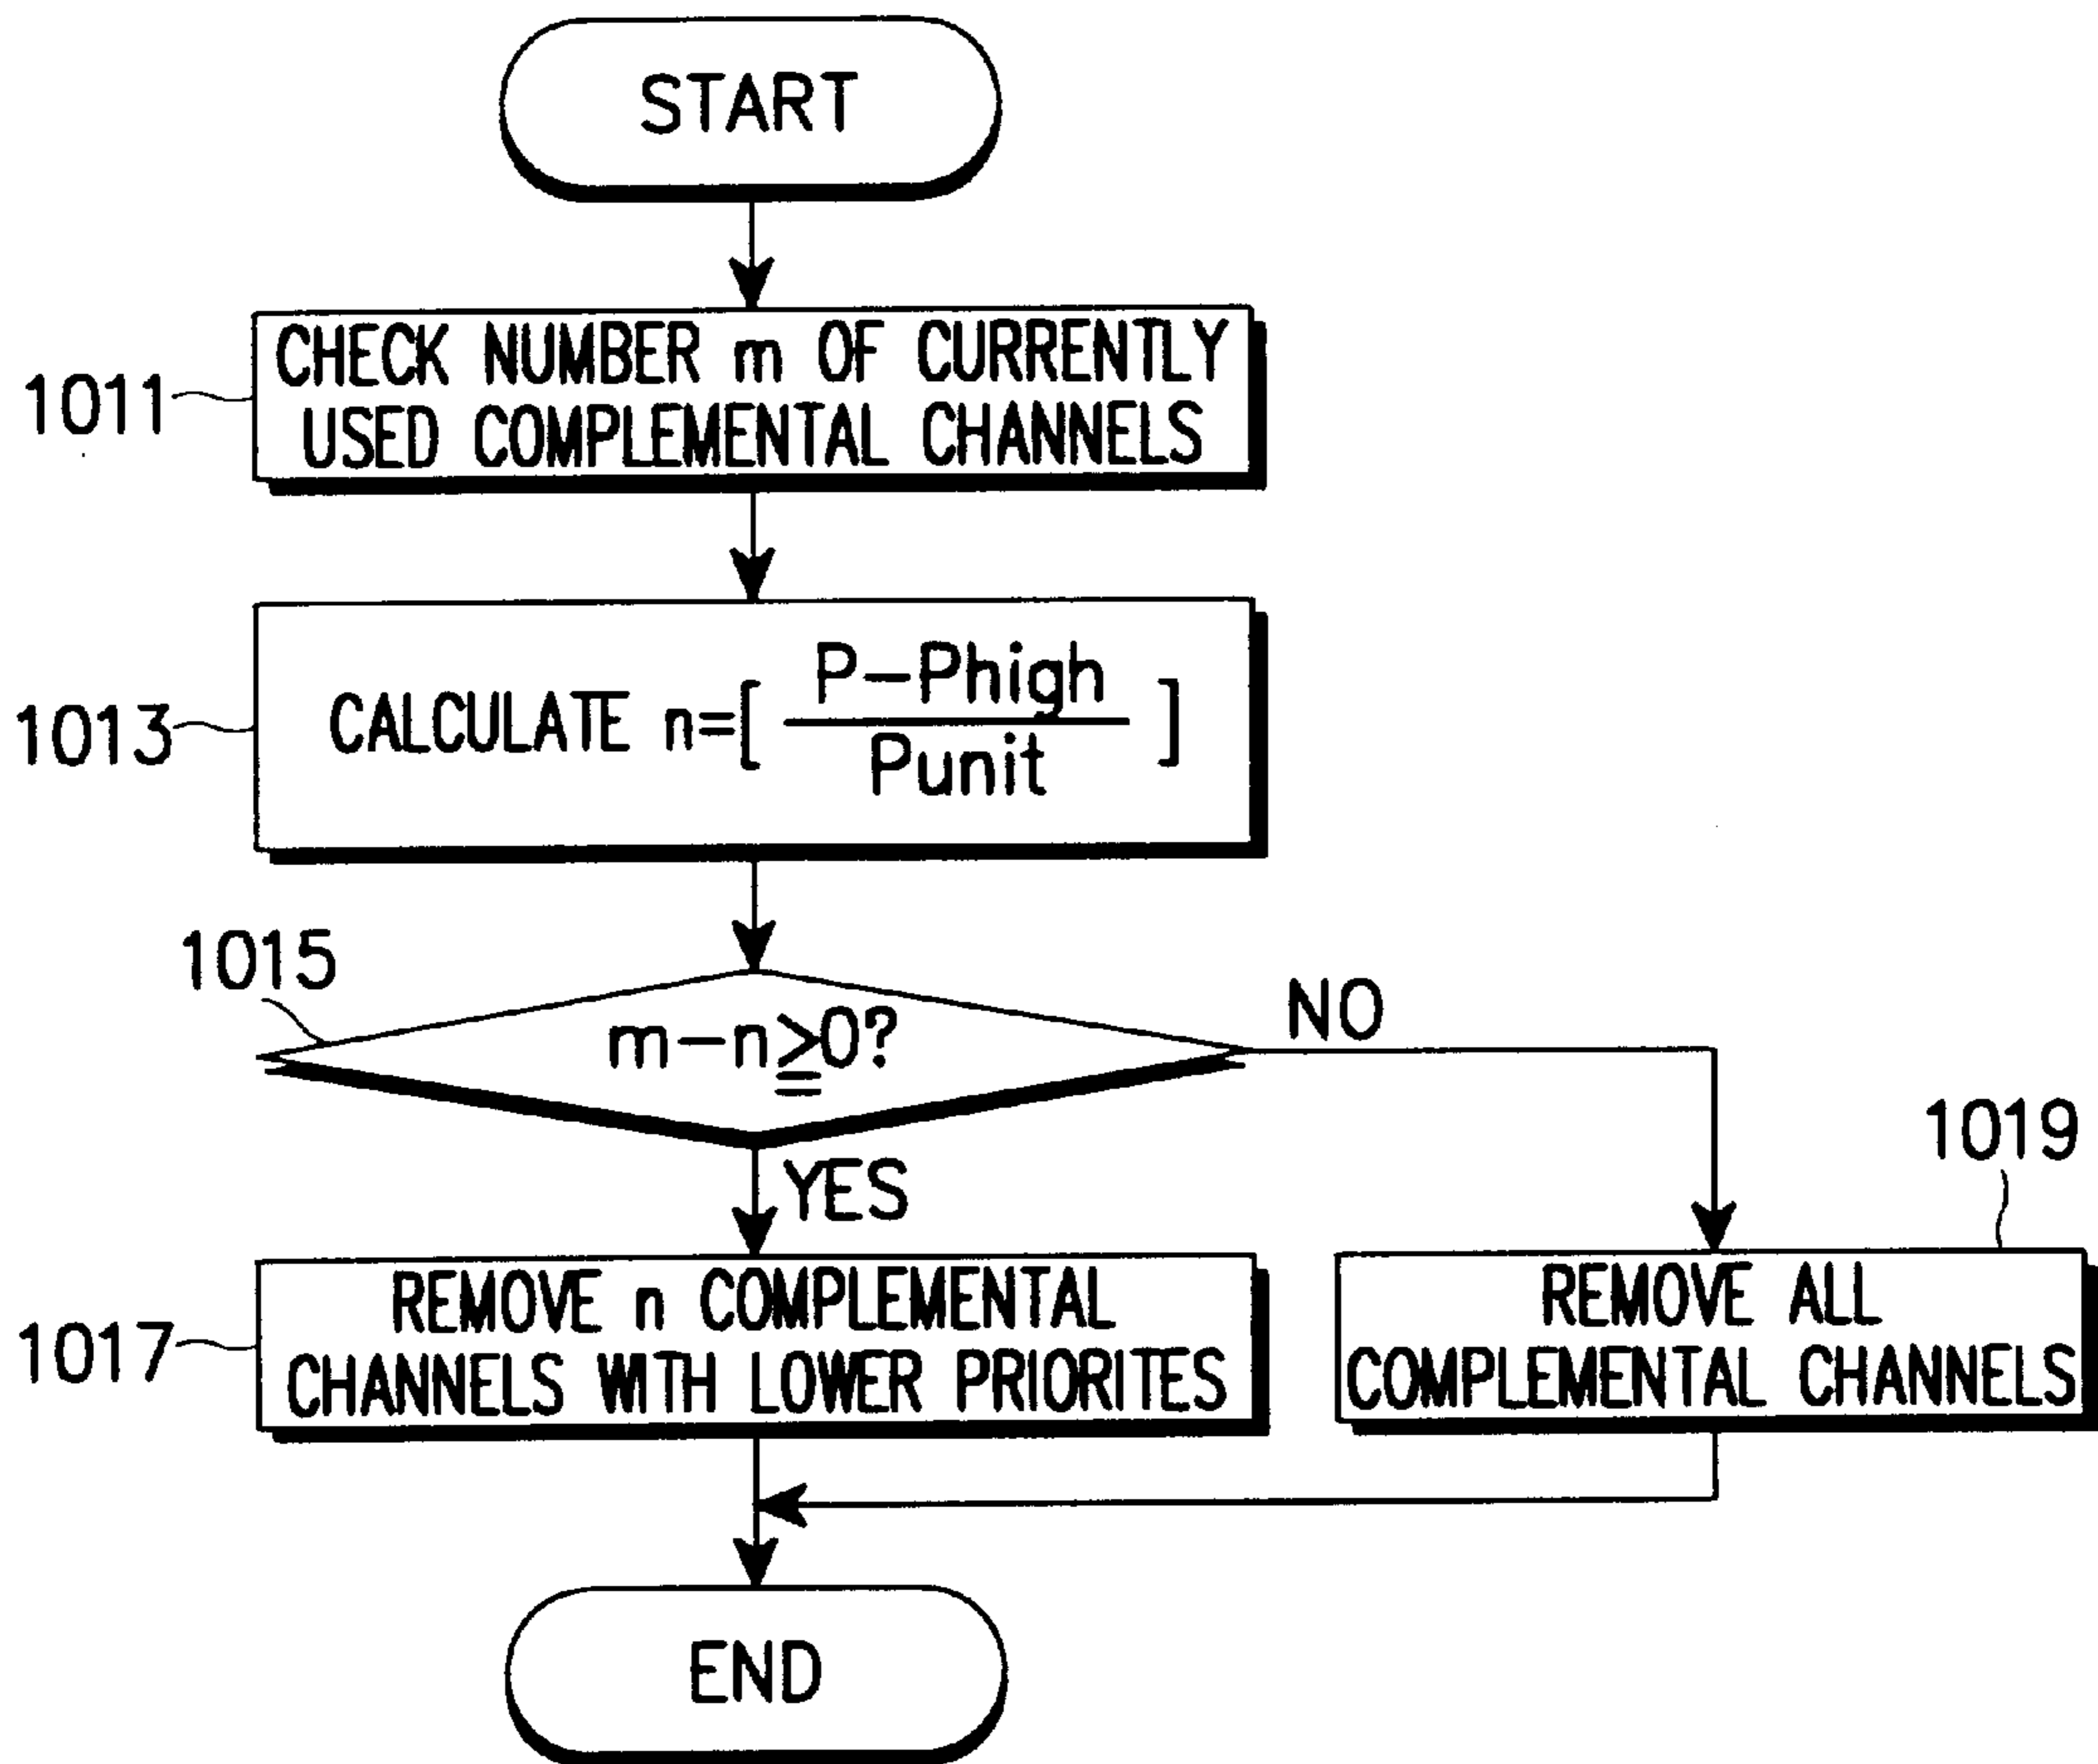 START
1011
CHECK NUMBER m OF CURRENTLY
USED COMPLEMENTAL CHANNELS
1013
CALCULATE n=[ P-Phigh / Punit ]
1015
m-n≧0?
NO
YES
1019
1017
REMOVE n COMPLEMENTAL
CHANNELS WITH LOWER PRIORITES
REMOVE ALL
COMPLEMENTAL CHANNELS
END